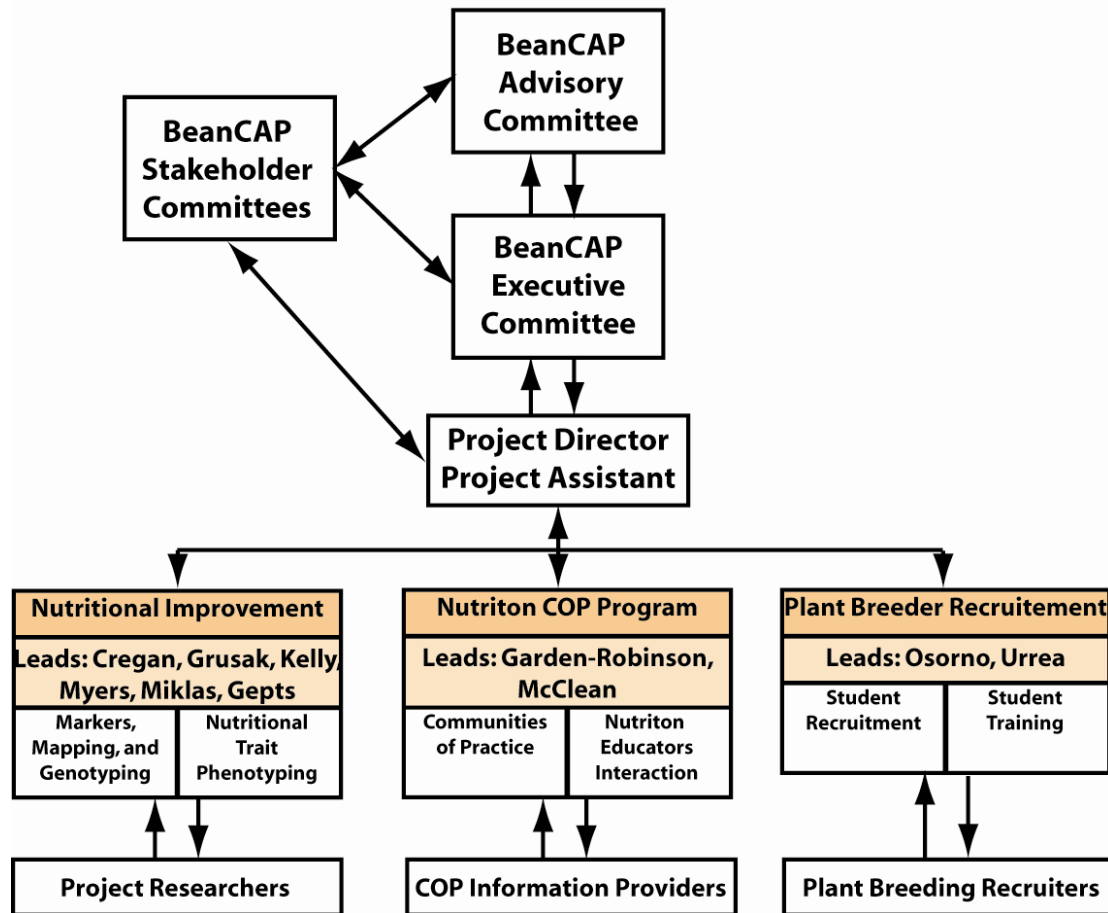 BeanCAP
Advisory
Committee
BeanCAP
Stakeholder
Committees
BeanCAP
Executive
Committee
Project Director
Project Assistant
Nutritional Improvement
Leads: Cregan, Grusak, Kelly,
Myers, Miklas, Gepts
Markers,
Mapping, and
Genotyping
Nutritional
Trait
Phenotyping
Project Researchers
Nutriton COP Program
Leads: Garden-Robinson,
McClean
Communities
of Practice
Nutriton
Educators
Interaction
COP Information Providers
Plant Breeder Recruitement
Leads: Osorno, Urrea
Student
Recruitment
Student
Training
Plant Breeding Recruiters